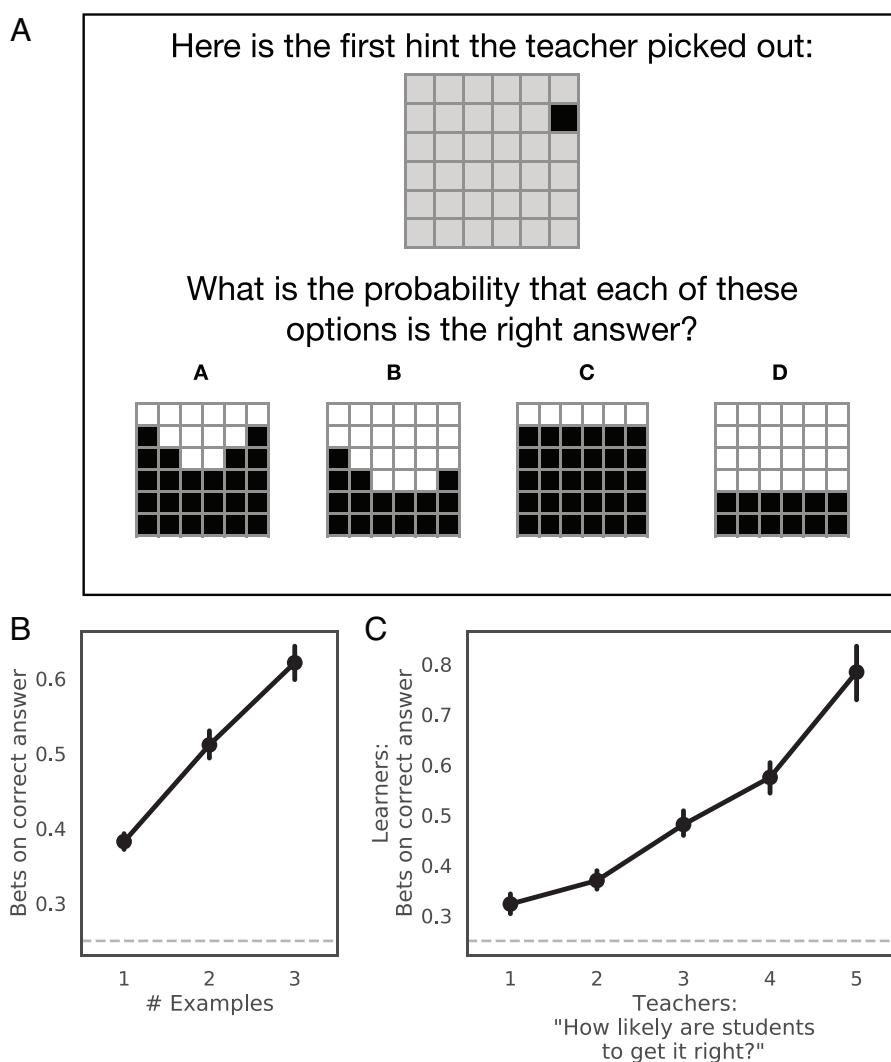 A
Here is the first hint the teacher picked out:
What is the probability that each of these
options is the right answer?
A B C D
B
Bets on correct answer
0.6
0.5
0.4
0.3
1 2 3
# Examples
C
Learners:
Bets on correct answer
0.8
0.7
0.6
0.5
0.4
0.3
1 2 3 4 5
Teachers:
"How likely are students
to get it right?"